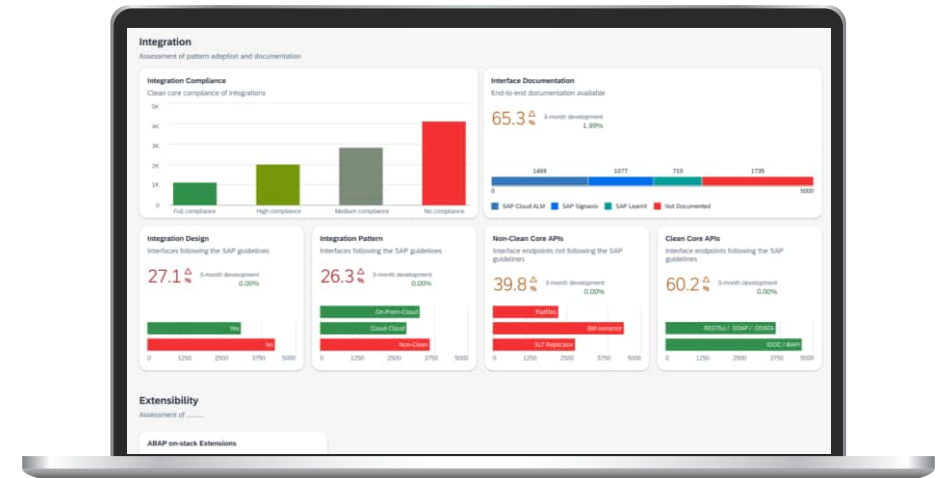 Integration
Assessment of pattern adoption and documentation
Integration Compliance
Clean core compliance of integrations
5K
4K
3K
2K
1K
0
Full compliance
High compliance
Medium compliance
No compliance
Interface Documentation
End-to-end documentation available
65.3 %
3-month development
1.99%
1469 1077 719 1735
0 5000
SAP Cloud ALM SAP Signavio SAP LeanIX Not Documented
Integration Design
Interfaces following the SAP guidelines
27.1 %
3-month development
0.00%
Yes
No
0 1250 2500 3750 5000
Integration Pattern
Interfaces following the SAP guidelines
26.3 %
3-month development
0.00%
On-Prem-Cloud
Cloud-Cloud
Non-Clean
0 1250 2500 3750 5000
Non-Clean Core APIs
Interface endpoints not following the SAP
guidelines
39.8 %
3-month development
0.00%
Flatfiles
BW extractor
SLT Replicator
0 1250 2500 3750 5000
Clean Core APIs
Interface endpoints following the SAP
guidelines
60.2 %
3-month development
0.00%
RESTful / SOAP / ODATA
IDOC / BAPI
0 1250 2500 3750 5000
Extensibility
Assessment of ........
ABAP on-stack Extensions